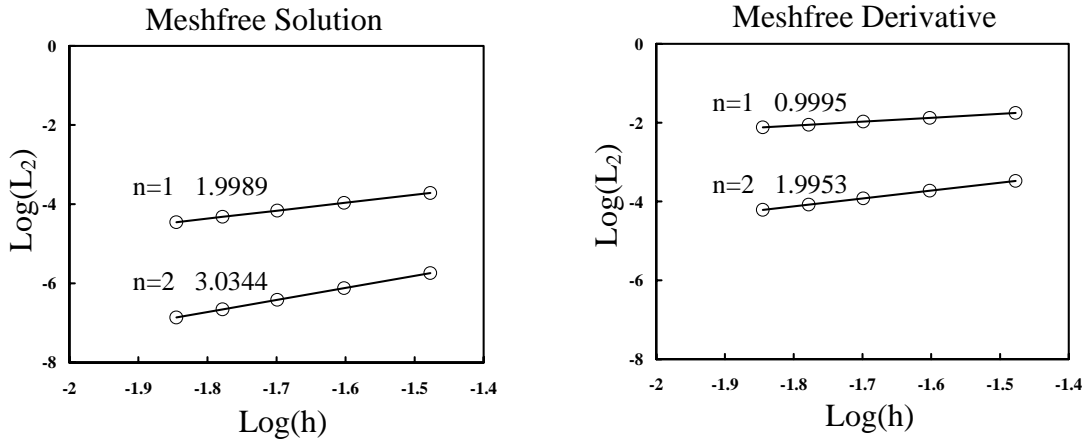 Meshfree Solution
0
-2
-4
-6
-8
Log(L2)
n=1 1.9989
n=2 3.0344
-2 -1.9 -1.8 -1.7 -1.6 -1.5 -1.4
Log(h)
Meshfree Derivative
0
-2
-4
-6
-8
Log(L2)
n=1 0.9995
n=2 1.9953
-2 -1.9 -1.8 -1.7 -1.6 -1.5 -1.4
Log(h)